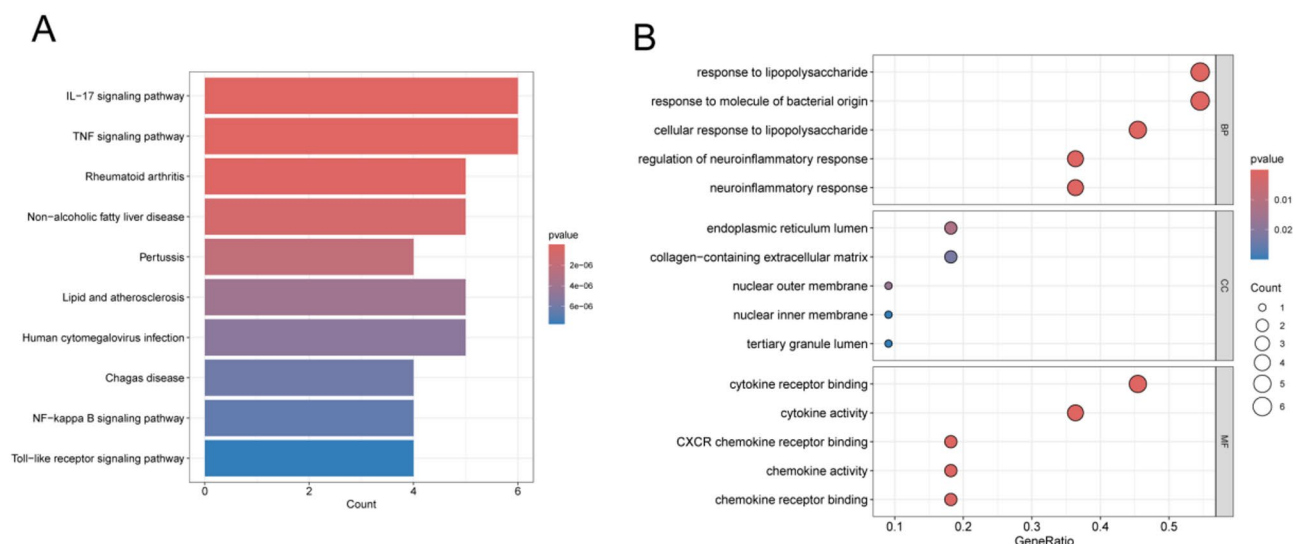 A
IL−17 signaling pathway
TNF signaling pathway
Rheumatoid arthritis
Non−alcoholic fatty liver disease
Pertussis
Lipid and atherosclerosis
Human cytomegalovirus infection
Chagas disease
NF−kappa B signaling pathway
Toll−like receptor signaling pathway
0 2 4 6
Count
pvalue
2e−06
4e−06
6e−06
B
response to lipopolysaccharide
response to molecule of bacterial origin
cellular response to lipopolysaccharide
regulation of neuroinflammatory response
neuroinflammatory response
BP
endoplasmic reticulum lumen
collagen−containing extracellular matrix
nuclear outer membrane
nuclear inner membrane
tertiary granule lumen
CC
cytokine receptor binding
cytokine activity
CXCR chemokine receptor binding
chemokine activity
chemokine receptor binding
MF
0.1 0.2 0.3 0.4 0.5
GeneRatio
pvalue
0.01
0.02
Count
1
2
3
4
5
6